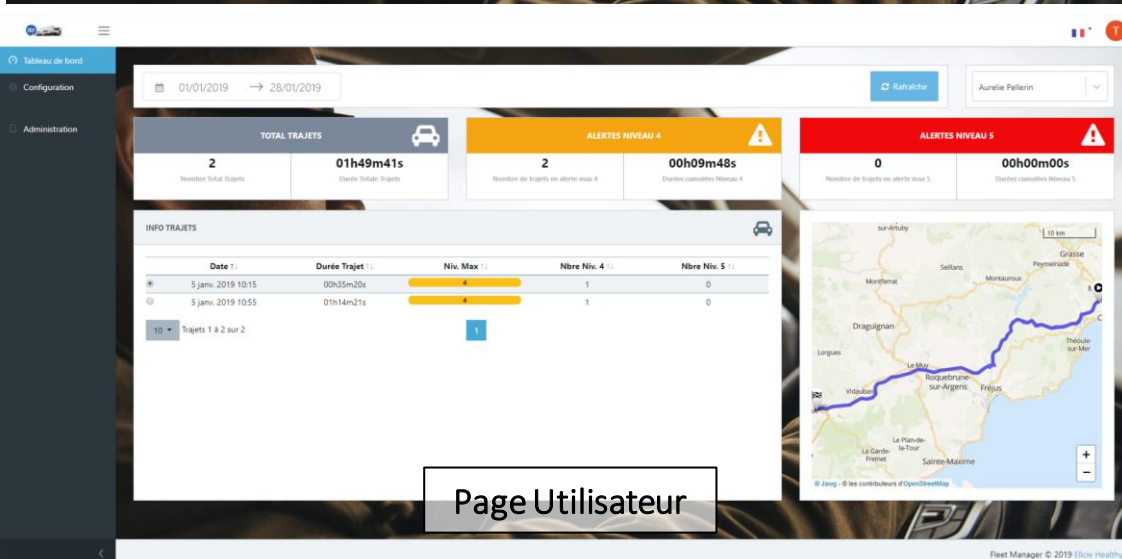 Tableau de bord
Configuration
Administration
T
01/01/2019 → 28/01/2019
Rafraîchir
Aurelie Pellerin
TOTAL TRAJETS
2
Nombre Total Trajets
01h49m41s
Durée Totale Trajets
ALERTES NIVEAU 4
2
Nombre de trajets en alerte max 4
00h09m48s
Durées cumulées Niveau 4
ALERTES NIVEAU 5
0
Nombre de trajets en alerte max 5
00h00m00s
Durées cumulées Niveau 5
INFO TRAJETS
Date Durée Trajet Niv. Max Nbre Niv. 4 Nbre Niv. 5
5 janv. 2019 10:15 00h35m20s 4 1 0
5 janv. 2019 10:55 01h14m21s 4 1 0
10 Trajets 1 à 2 sur 2 1
sur-Artuby
10 km
Grasse
Peymeinade
Seillans
Montauroux
Montferrat
Draguignan
Théoule-
sur-Mer
Lorgues
Le Muy
Roquebrune-
sur-Argens
Fréjus
Vidauban
Le Plan-de-
la-Tour
La Garde-
Freinet
Sainte-Maxime
+
−
© Jawg - © les contributeurs d'OpenStreetMap
Page Utilisateur
Fleet Manager © 2019 Ellcie Healthy